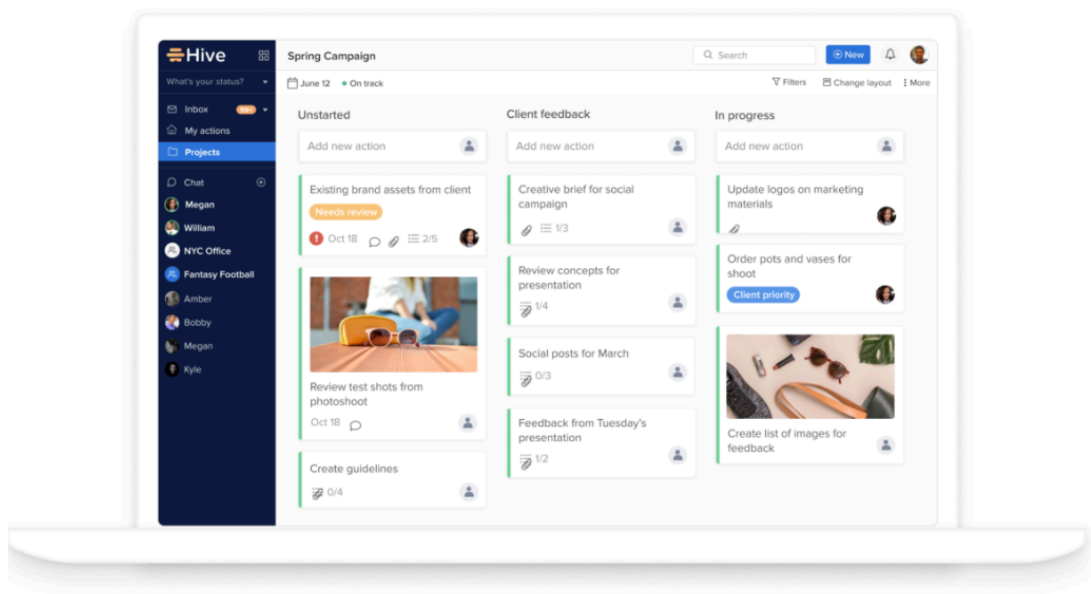 Hive
Spring Campaign
Search
New
What's your status?
June 12
On track
Filters
Change layout
More
Inbox
99+
My actions
Projects
Chat
Megan
William
NYC Office
Fantasy Football
Amber
Bobby
Megan
Kyle
Unstarted
Add new action
Existing brand assets from client
Needs review
Oct 18
2/5
Review test shots from
photoshoot
Oct 18
Create guidelines
0/4
Client feedback
Add new action
Creative brief for social
campaign
1/3
Review concepts for
presentation
1/4
Social posts for March
0/3
Feedback from Tuesday's
presentation
1/2
In progress
Add new action
Update logos on marketing
materials
Order pots and vases for
shoot
Client priority
Create list of images for
feedback